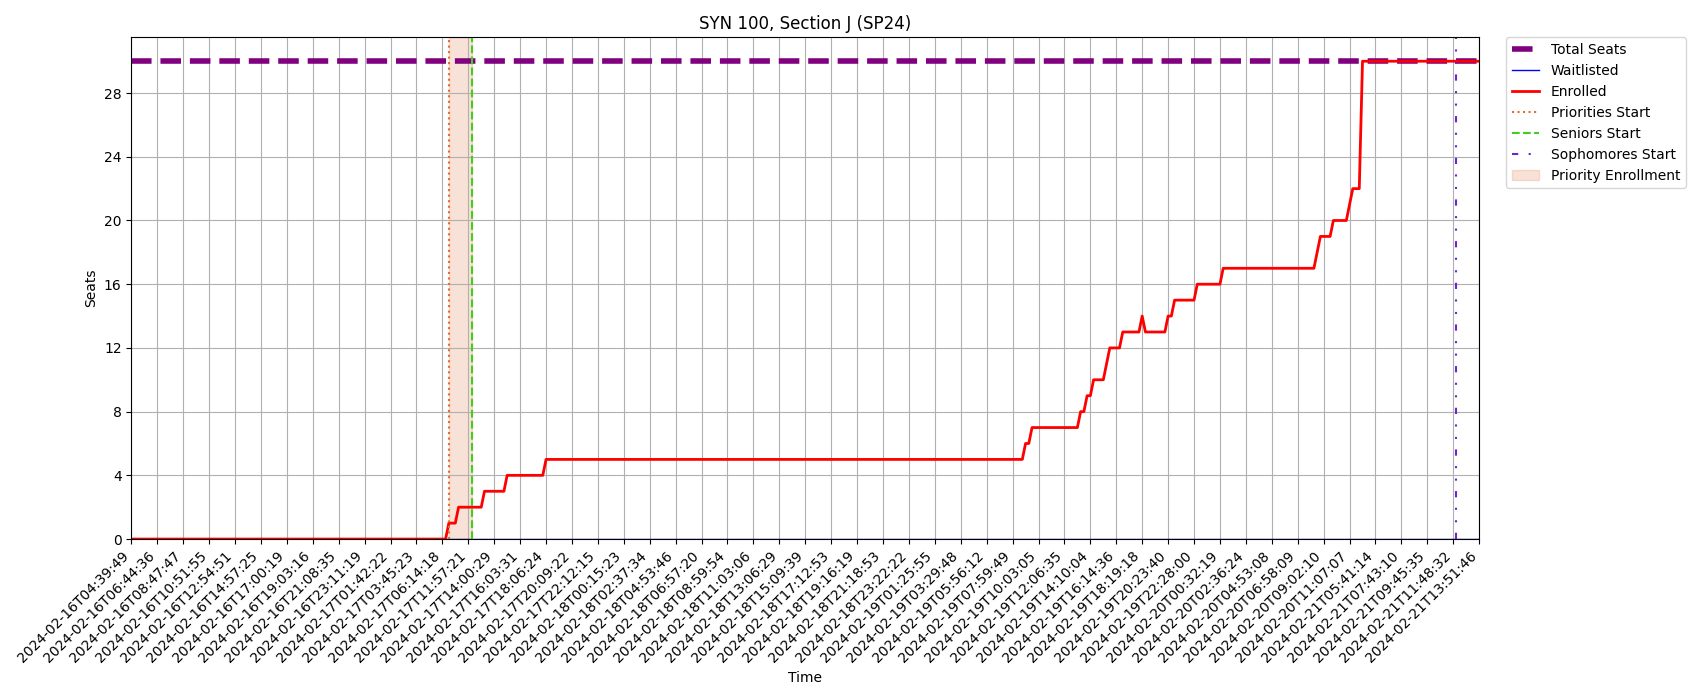 SYN 100, Section J (SP24)
Total Seats
Waitlisted
Enrolled
Priorities Start
Seniors Start
Sophomores Start
Priority Enrollment
Seats
28
24
20
16
12
8
4
0
2024-02-16T04:39:49
2024-02-16T06:44:36
2024-02-16T08:47:47
2024-02-16T10:51:55
2024-02-16T12:54:51
2024-02-16T14:57:25
2024-02-16T17:00:19
2024-02-16T19:03:16
2024-02-16T21:08:35
2024-02-16T23:11:19
2024-02-17T01:42:22
2024-02-17T03:45:23
2024-02-17T06:14:18
2024-02-17T11:57:21
2024-02-17T14:00:29
2024-02-17T16:03:31
2024-02-17T18:06:24
2024-02-17T20:09:22
2024-02-17T22:12:15
2024-02-18T00:15:23
2024-02-18T02:37:34
2024-02-18T04:53:46
2024-02-18T06:57:20
2024-02-18T08:59:54
2024-02-18T11:03:06
2024-02-18T13:06:29
2024-02-18T15:09:39
2024-02-18T17:12:53
2024-02-18T19:16:19
2024-02-18T21:18:53
2024-02-18T23:22:22
2024-02-19T01:25:55
2024-02-19T03:29:48
2024-02-19T05:56:12
2024-02-19T07:59:49
2024-02-19T10:03:05
2024-02-19T12:06:35
2024-02-19T14:10:04
2024-02-19T16:14:36
2024-02-19T18:19:18
2024-02-19T20:23:40
2024-02-19T22:28:00
2024-02-20T00:32:19
2024-02-20T02:36:24
2024-02-20T04:53:08
2024-02-20T06:58:09
2024-02-20T09:02:10
2024-02-20T11:07:07
2024-02-21T05:41:14
2024-02-21T07:43:10
2024-02-21T09:45:35
2024-02-21T11:48:32
2024-02-21T13:51:46
Time